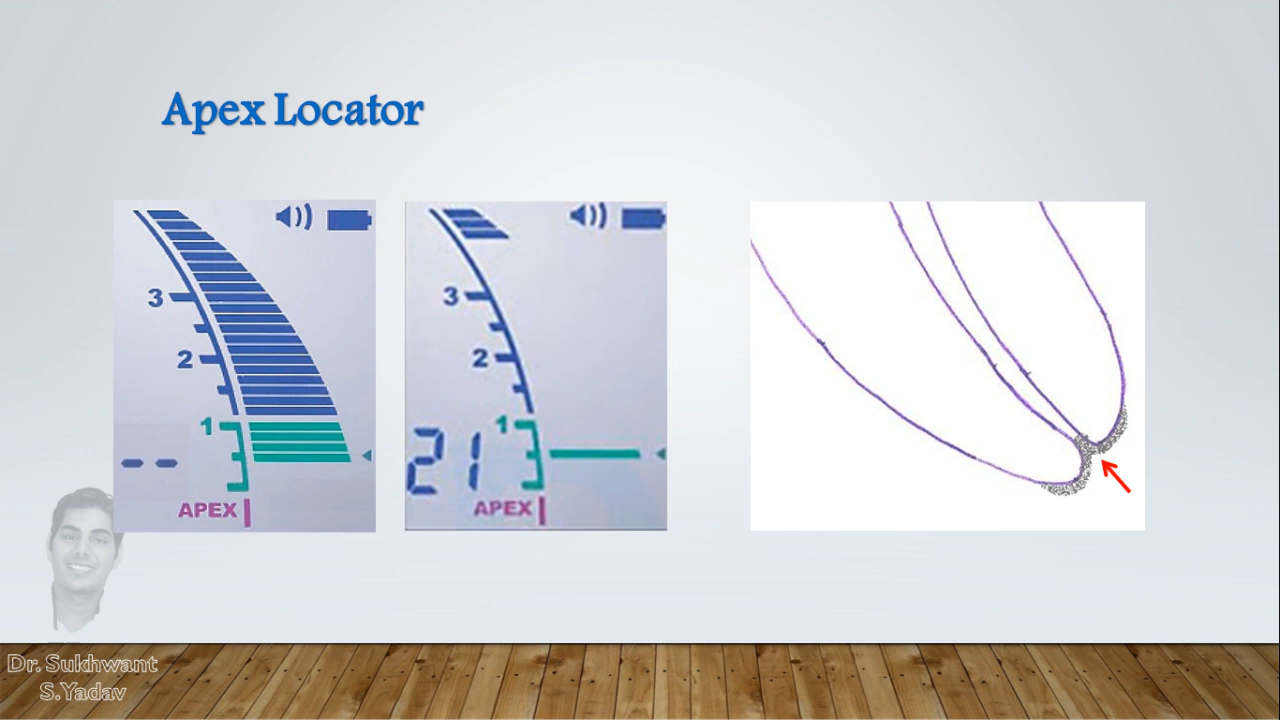 Apex Locator
3
2
1
- -
APEX
3
2
1
21
APEX
Dr. Sukhwant
S.Yadav